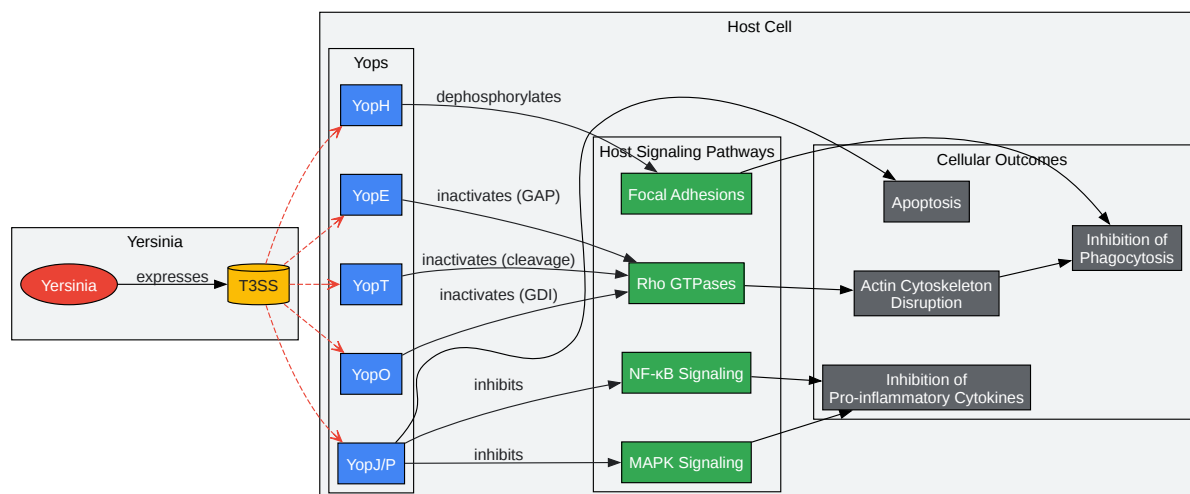 Host Cell
Yops
YopH
dephosphorylates
Host Signaling Pathways
Cellular Outcomes
Focal Adhesions
Apoptosis
YopE
inactivates (GAP)
Inhibition of
Phagocytosis
Yersinia
Yersinia
expresses
T3SS
YopT
inactivates (cleavage)
Rho GTPases
Actin Cytoskeleton
Disruption
inactivates (GDI)
YopO
inhibits
NF-κB Signaling
Inhibition of
Pro-inflammatory Cytokines
YopJ/P
inhibits
MAPK Signaling